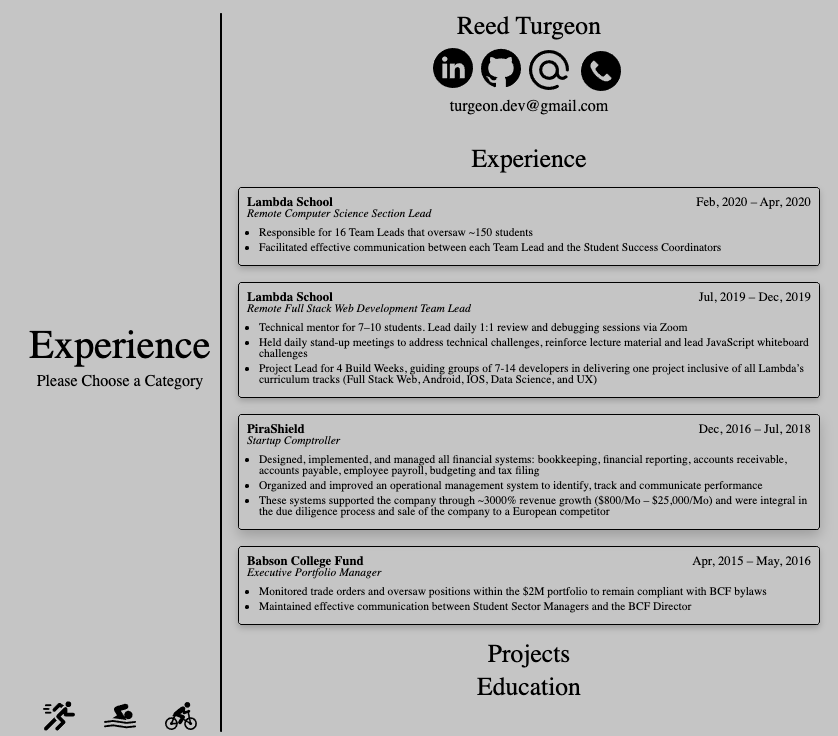 Reed Turgeon
in
turgeon.dev@gmail.com
Experience
Lambda School Feb, 2020 – Apr, 2020
Remote Computer Science Section Lead
• Responsible for 16 Team Leads that oversaw ~150 students
• Facilitated effective communication between each Team Lead and the Student Success Coordinators
Lambda School Jul, 2019 – Dec, 2019
Remote Full Stack Web Development Team Lead
• Technical mentor for 7–10 students. Lead daily 1:1 review and debugging sessions via Zoom
• Held daily stand-up meetings to address technical challenges, reinforce lecture material and lead JavaScript whiteboard
challenges
• Project Lead for 4 Build Weeks, guiding groups of 7-14 developers in delivering one project inclusive of all Lambda's
curriculum tracks (Full Stack Web, Android, IOS, Data Science, and UX)
PiraShield Dec, 2016 – Jul, 2018
Startup Comptroller
• Designed, implemented, and managed all financial systems: bookkeeping, financial reporting, accounts receivable,
accounts payable, employee payroll, budgeting and tax filing
• Organized and improved an operational management system to identify, track and communicate performance
• These systems supported the company through ~3000% revenue growth ($800/Mo – $25,000/Mo) and were integral in
the due diligence process and sale of the company to a European competitor
Babson College Fund Apr, 2015 – May, 2016
Executive Portfolio Manager
• Monitored trade orders and oversaw positions within the $2M portfolio to remain compliant with BCF bylaws
• Maintained effective communication between Student Sector Managers and the BCF Director
Projects
Education
Experience
Please Choose a Category